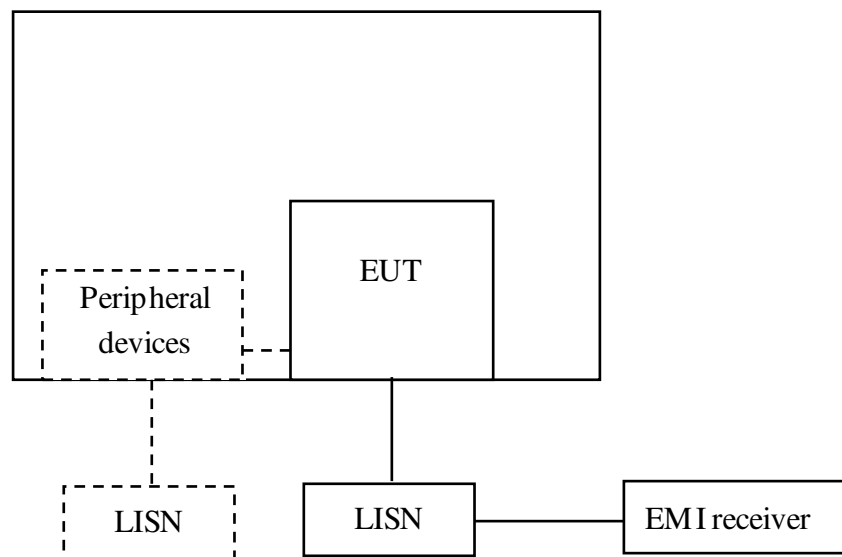 EUT
Peripheral
devices
LISN
LISN
EMI receiver